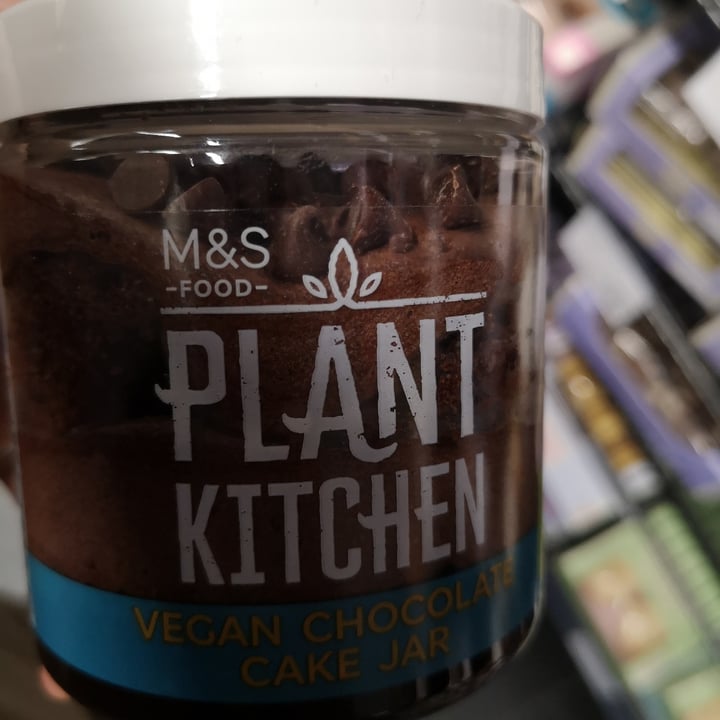 M&S
-FOOD-
PLANT
KITCHEN
VEGAN CHOCOLATE
CAKE JAR